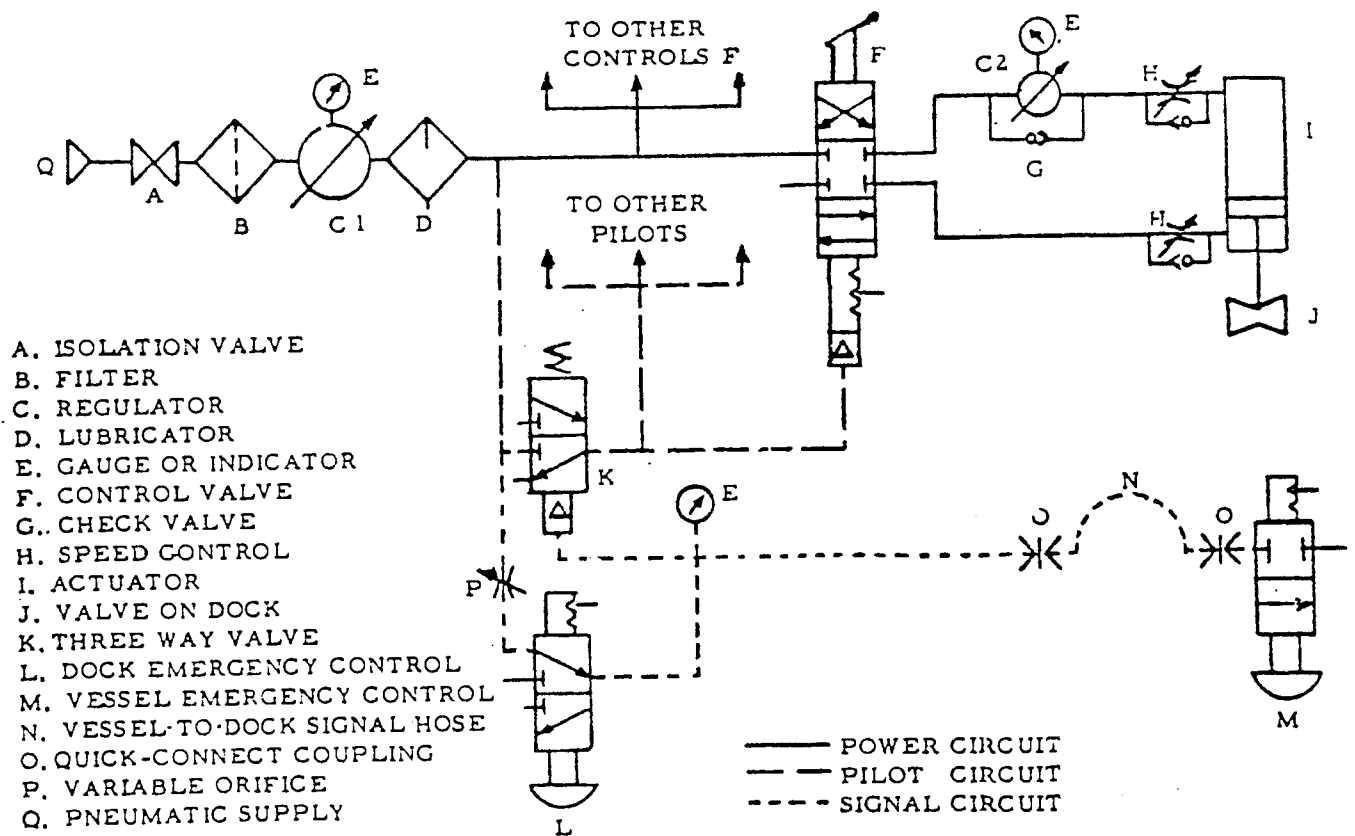 TO OTHER
CONTROLS F
E
F
C2
E
H
Q
A
B
C1
D
I
G
TO OTHER
PILOTS
H
J
A. ISOLATION VALVE
B. FILTER
C. REGULATOR
D. LUBRICATOR
E. GAUGE OR INDICATOR
F. CONTROL VALVE
G. CHECK VALVE
H. SPEED CONTROL
I. ACTUATOR
J. VALVE ON DOCK
K. THREE WAY VALVE
L. DOCK EMERGENCY CONTROL
M. VESSEL EMERGENCY CONTROL
N. VESSEL-TO-DOCK SIGNAL HOSE
O. QUICK-CONNECT COUPLING
P. VARIABLE ORIFICE
Q. PNEUMATIC SUPPLY
K
E
N
O
O
P
M
L
POWER CIRCUIT
PILOT CIRCUIT
SIGNAL CIRCUIT